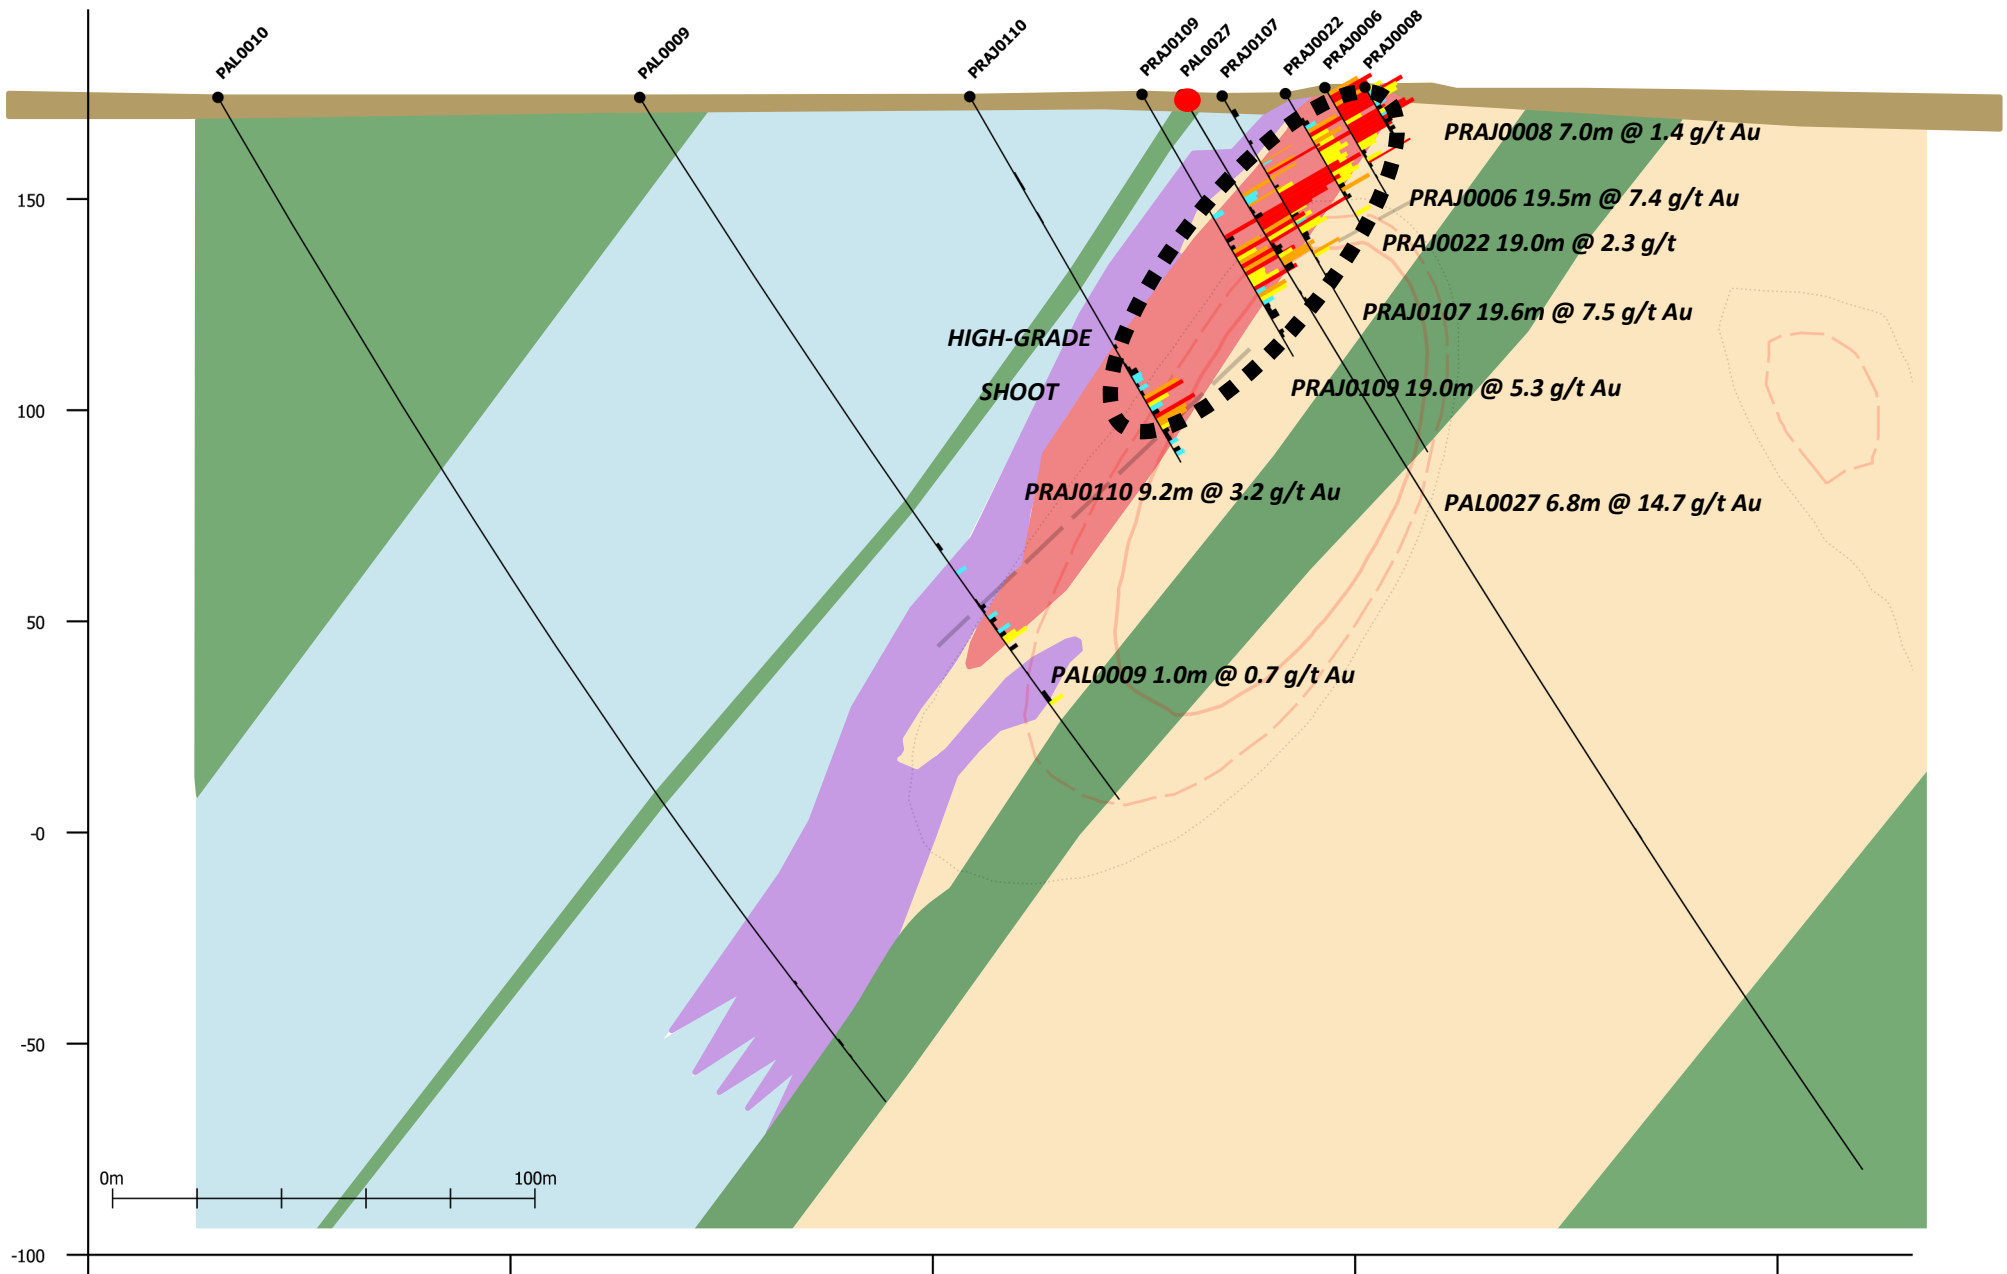 PAL0010
PAL0009
PRAJ0110
PRAJ0109
PAL0027
PRAJ0107
PRAJ0022
PRAJ0006
PRAJ0008
PRAJ0008 7.0m @ 1.4 g/t Au
150
PRAJ0006 19.5m @ 7.4 g/t Au
PRAJ0022 19.0m @ 2.3 g/t
PRAJ0107 19.6m @ 7.5 g/t Au
HIGH-GRADE
SHOOT
PRAJ0109 19.0m @ 5.3 g/t Au
100
PRAJ0110 9.2m @ 3.2 g/t Au
PAL0027 6.8m @ 14.7 g/t Au
50
PAL0009 1.0m @ 0.7 g/t Au
-0
-50
0m
100m
-100